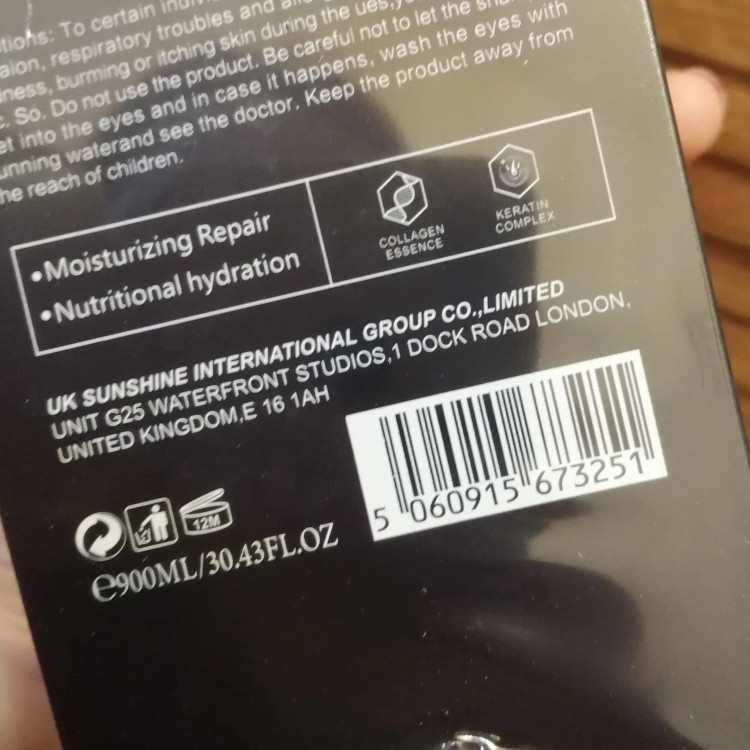 tions: To certain
aion, respiratory troubles and
ness, burming or itching skin during the ues,
. So. Do not use the product. Be careful not to let the
et into the eyes and in case it happens, wash the eyes with
unning waterand see the doctor. Keep the product away from
he reach of children.
•Moisturizing Repair
•Nutritional hydration
COLLAGEN
ESSENCE
KERATIN
COMPLEX
UK SUNSHINE INTERNATIONAL GROUP CO.,LIMITED
UNIT G25 WATERFRONT STUDIOS,1 DOCK ROAD LONDON,
UNITED KINGDOM,E 16 1AH
5 060915 673251
12M
℮900ML/30.43FL.OZ